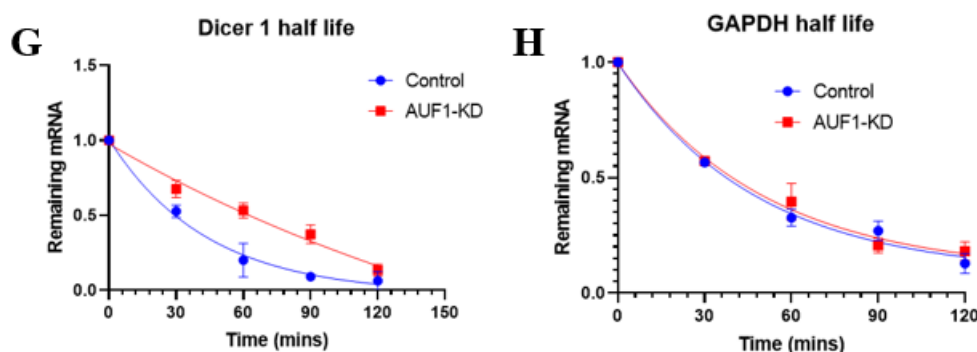 G
Dicer 1 half life
1.5
1.0
0.5
0.0
Remaining mRNA
Control
AUF1-KD
0 30 60 90 120 150
Time (mins)
H
GAPDH half life
1.0
0.5
0.0
Remaining mRNA
Control
AUF1-KD
0 30 60 90 120
Time (mins)